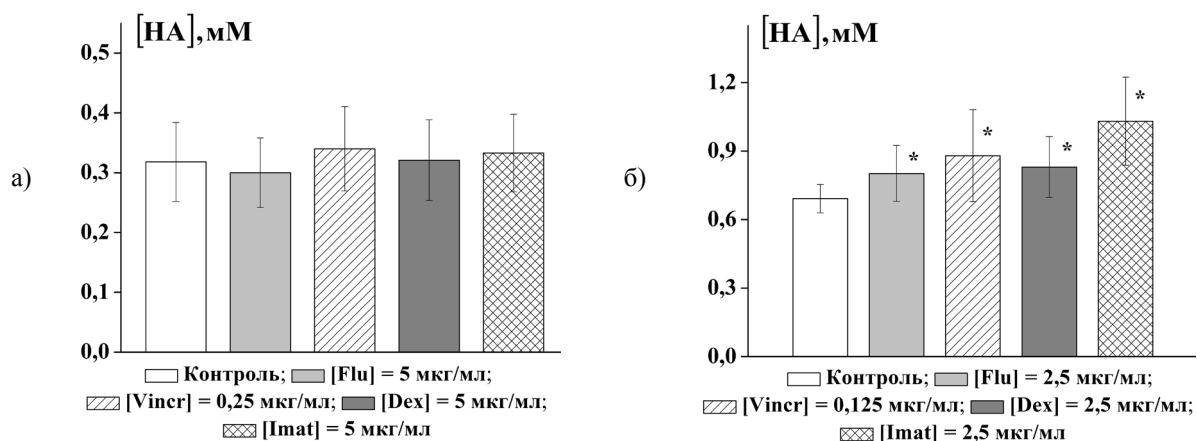 а)
[HA], мМ
0,5
0,4
0,3
0,2
0,1
0,0
Контроль; [Flu] = 5 мкг/мл;
[Vincr] = 0,25 мкг/мл; [Dex] = 5 мкг/мл;
[Imat] = 5 мкг/мл
б)
[HA], мМ
1,2
0,9
0,6
0,3
0,0
* * * *
Контроль; [Flu] = 2,5 мкг/мл;
[Vincr] = 0,125 мкг/мл; [Dex] = 2,5 мкг/мл;
[Imat] = 2,5 мкг/мл